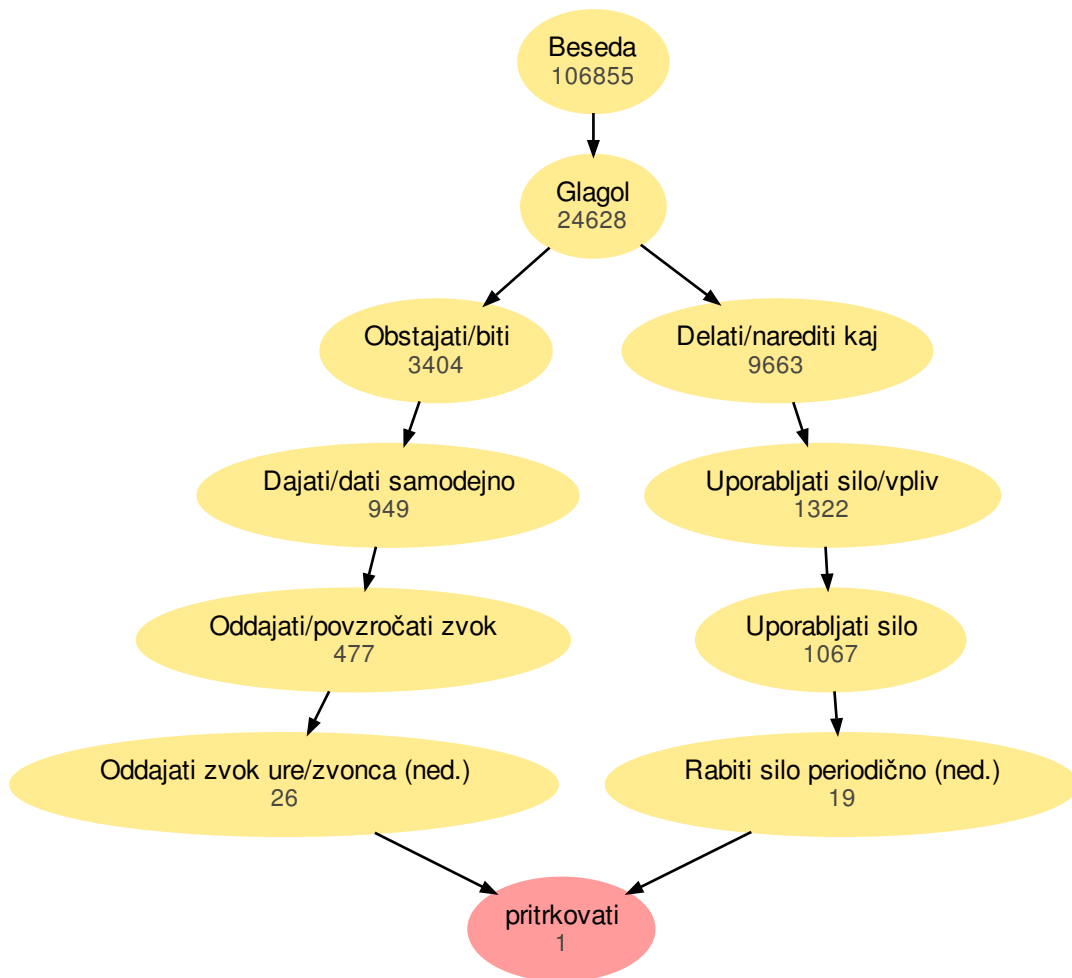 Beseda
106855
Glagol
24628
Obstajati/biti
3404
Delati/narediti kaj
9663
Dajati/dati samodejno
949
Uporabljati silo/vpliv
1322
Oddajati/povzročati zvok
477
Uporabljati silo
1067
Oddajati zvok ure/zvonca (ned.)
26
Rabiti silo periodično (ned.)
19
pritrkovati
1